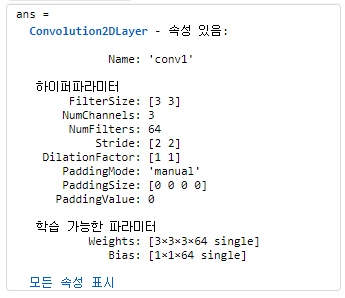 ans =
Convolution2DLayer - 속성 있음:
Name: 'conv1'
하이퍼파라미터
FilterSize: [3 3]
NumChannels: 3
NumFilters: 64
Stride: [2 2]
DilationFactor: [1 1]
PaddingMode: 'manual'
PaddingSize: [0 0 0 0]
PaddingValue: 0
학습 가능한 파라미터
Weights: [3×3×3×64 single]
Bias: [1×1×64 single]
모든 속성 표시